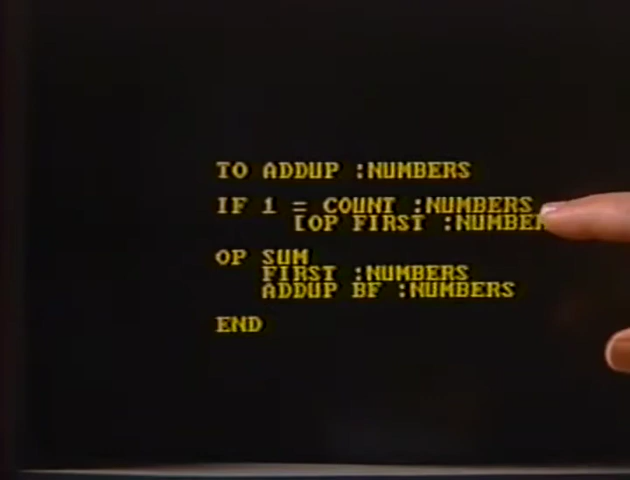 TO ADDUP :NUMBERS
IF 1 = COUNT :NUMBERS
[OP FIRST
OP SUM
FIRST :NUMBERS
ADDUP BF :NUMBERS
END